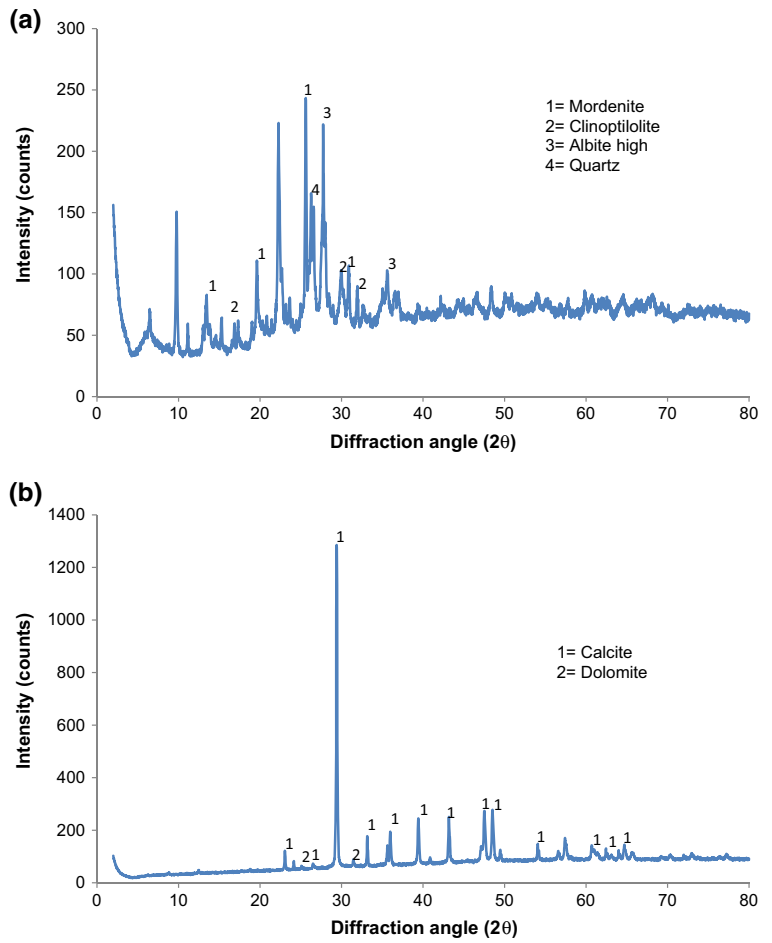 (a)
300
250
200
150
100
50
0
Intensity (counts)
1
3
4
1
1
2
2
1
2
3
1= Mordenite
2= Clinoptilolite
3= Albite high
4= Quartz
0 10 20 30 40 50 60 70 80
Diffraction angle (2θ)
(b)
1400
1200
1000
800
600
400
200
0
Intensity (counts)
1
1= Calcite
2= Dolomite
1 2 1 2 1 1 1 1 1 1 1 1 1
0 10 20 30 40 50 60 70 80
Diffraction angle (2θ)